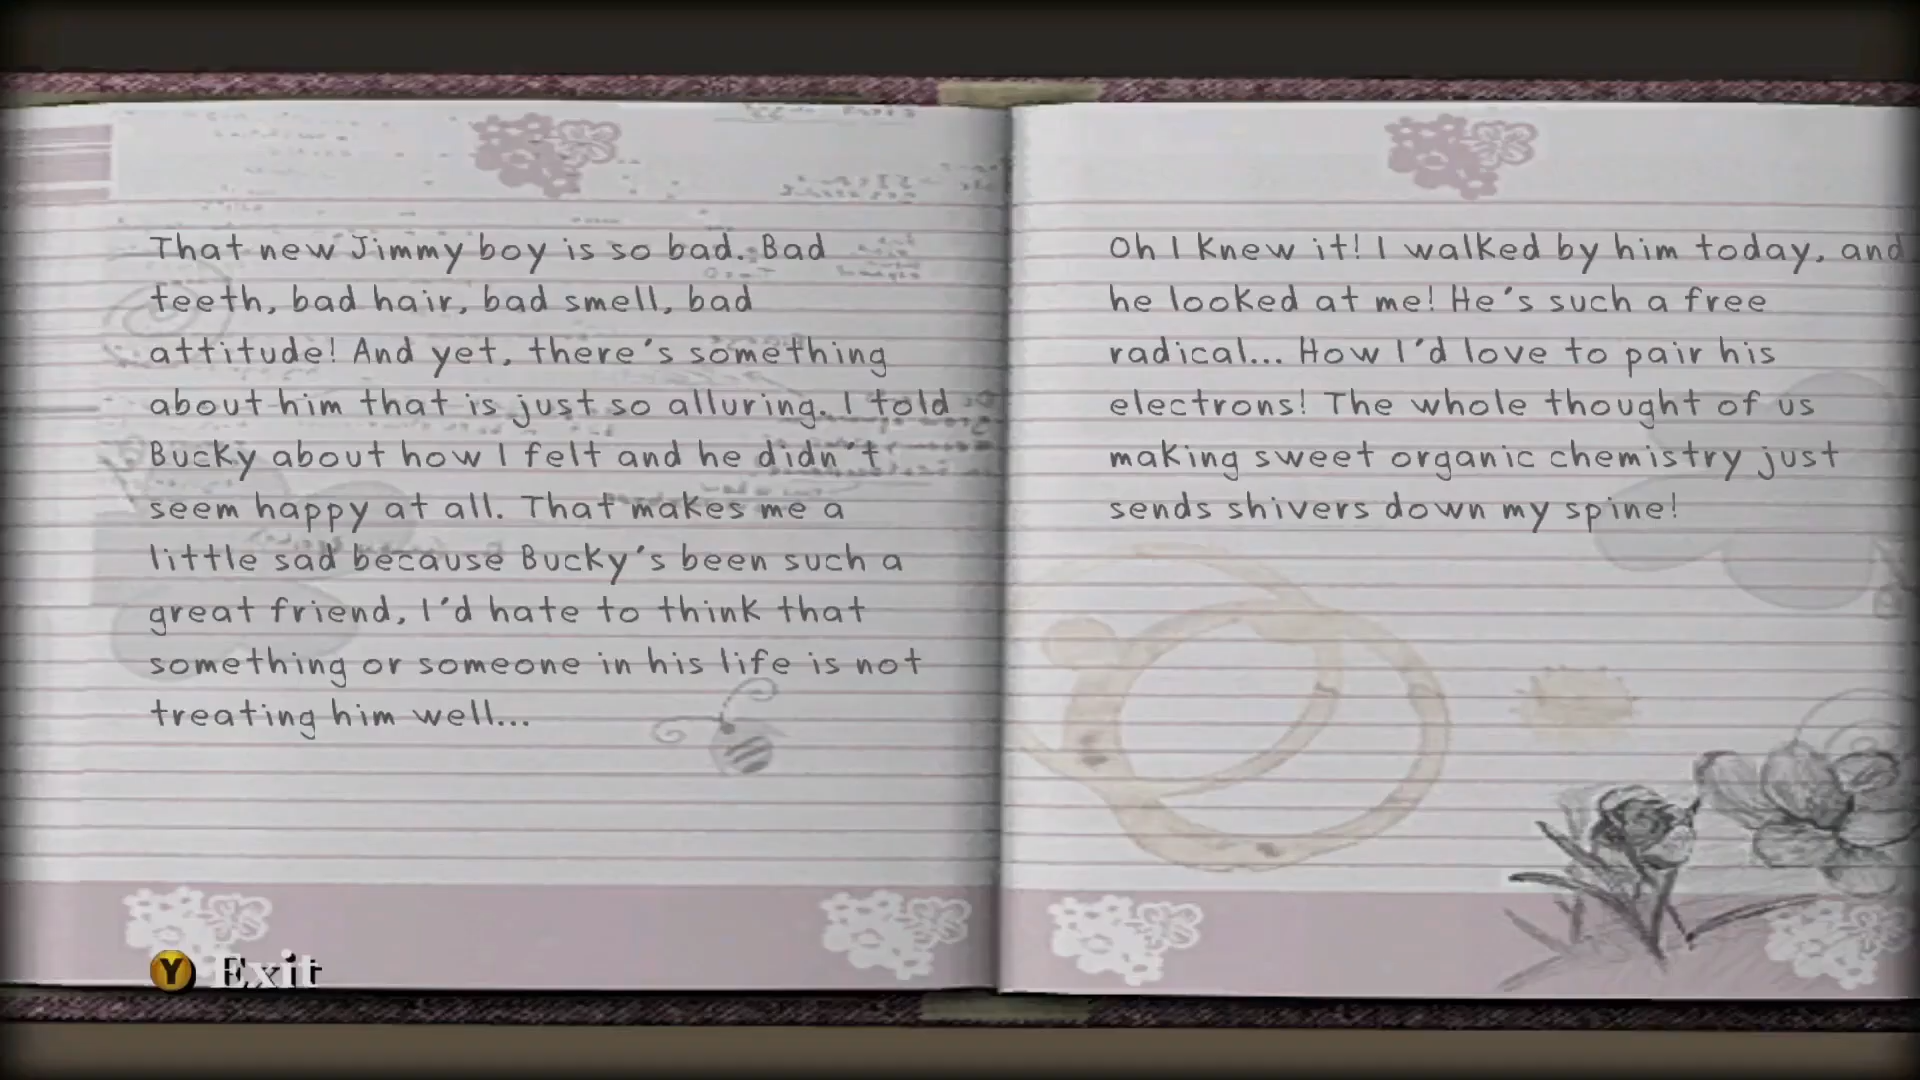 That new Jimmy boy is so bad. Bad
teeth, bad hair, bad smell, bad
attitude! And yet, there's something
about him that is just so alluring. I told
Bucky about how I felt and he didn't
seem happy at all. That makes me a
little sad because Bucky's been such a
great friend, I'd hate to think that
something or someone in his life is not
treating him well...
Oh I knew it! I walked by him today, and
he looked at me! He's such a free
radical... How I'd love to pair his
electrons! The whole thought of us
making sweet organic chemistry just
sends shivers down my spine!
Y Exit